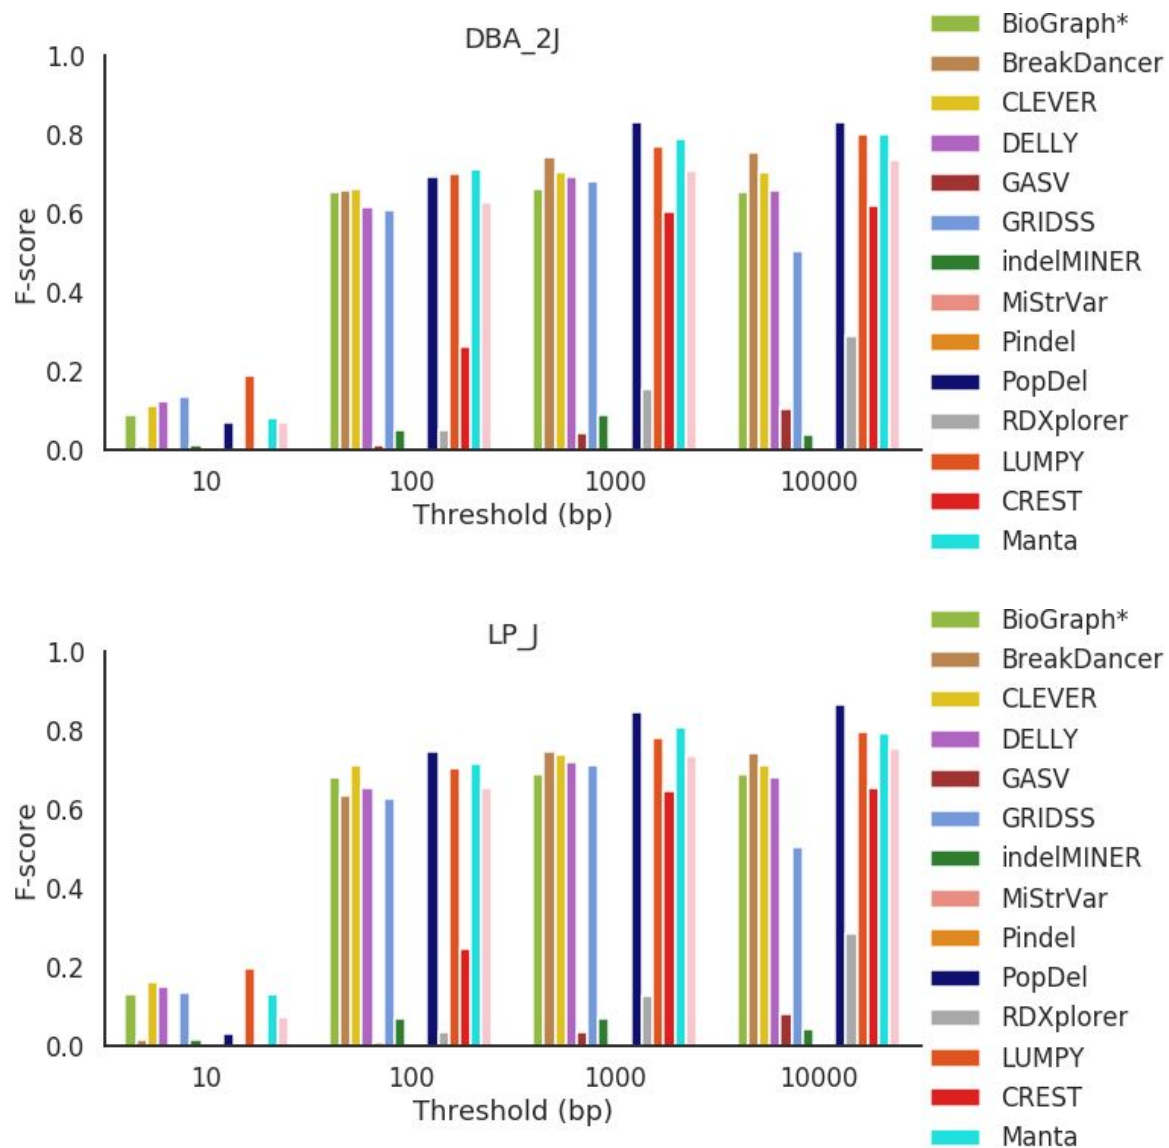 DBA_2J
F-score
1.0
0.8
0.6
0.4
0.2
0.0
10 100 1000 10000
Threshold (bp)
BioGraph*
BreakDancer
CLEVER
DELLY
GASV
GRIDSS
indelMINER
MiStrVar
Pindel
PopDel
RDXplorer
LUMPY
CREST
Manta
LP_J
F-score
1.0
0.8
0.6
0.4
0.2
0.0
10 100 1000 10000
Threshold (bp)
BioGraph*
BreakDancer
CLEVER
DELLY
GASV
GRIDSS
indelMINER
MiStrVar
Pindel
PopDel
RDXplorer
LUMPY
CREST
Manta